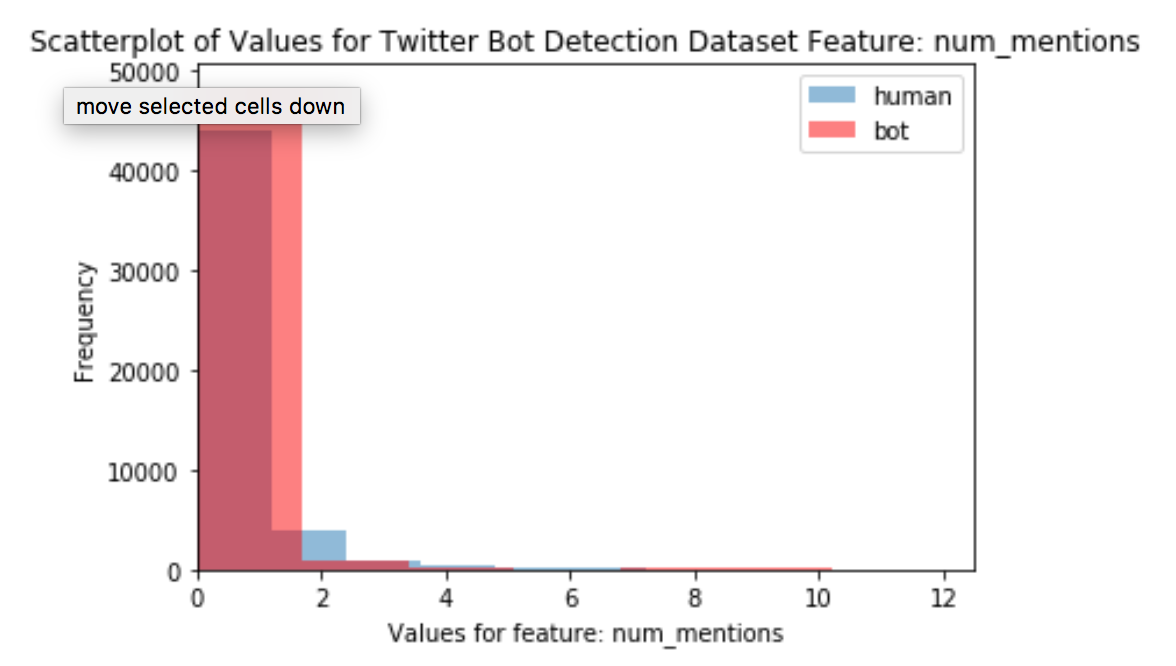 Scatterplot of Values for Twitter Bot Detection Dataset Feature: num_mentions
50000
move selected cells down
40000
30000
20000
10000
0
Frequency
human
bot
0 2 4 6 8 10 12
Values for feature: num_mentions